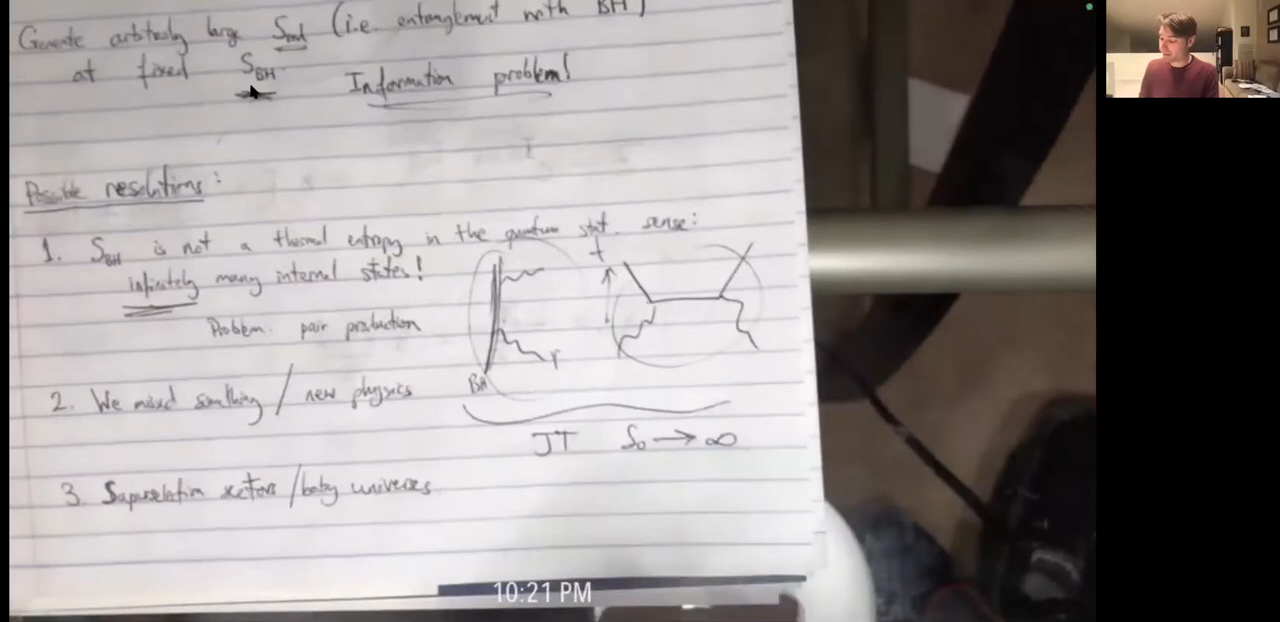 Generate arbitrarily large Srad (i.e. entanglement with BH)
at fixed SBH Information problem!
Possible resolutions:
1. SBH is not a thermal entropy in the quantum stat. sense:
infinitely many internal states!
t
Problem: pair production
BH
r
2. We missed something / new physics
JT S₀ → ∞
3. Superselection sectors / baby universes
10:21 PM